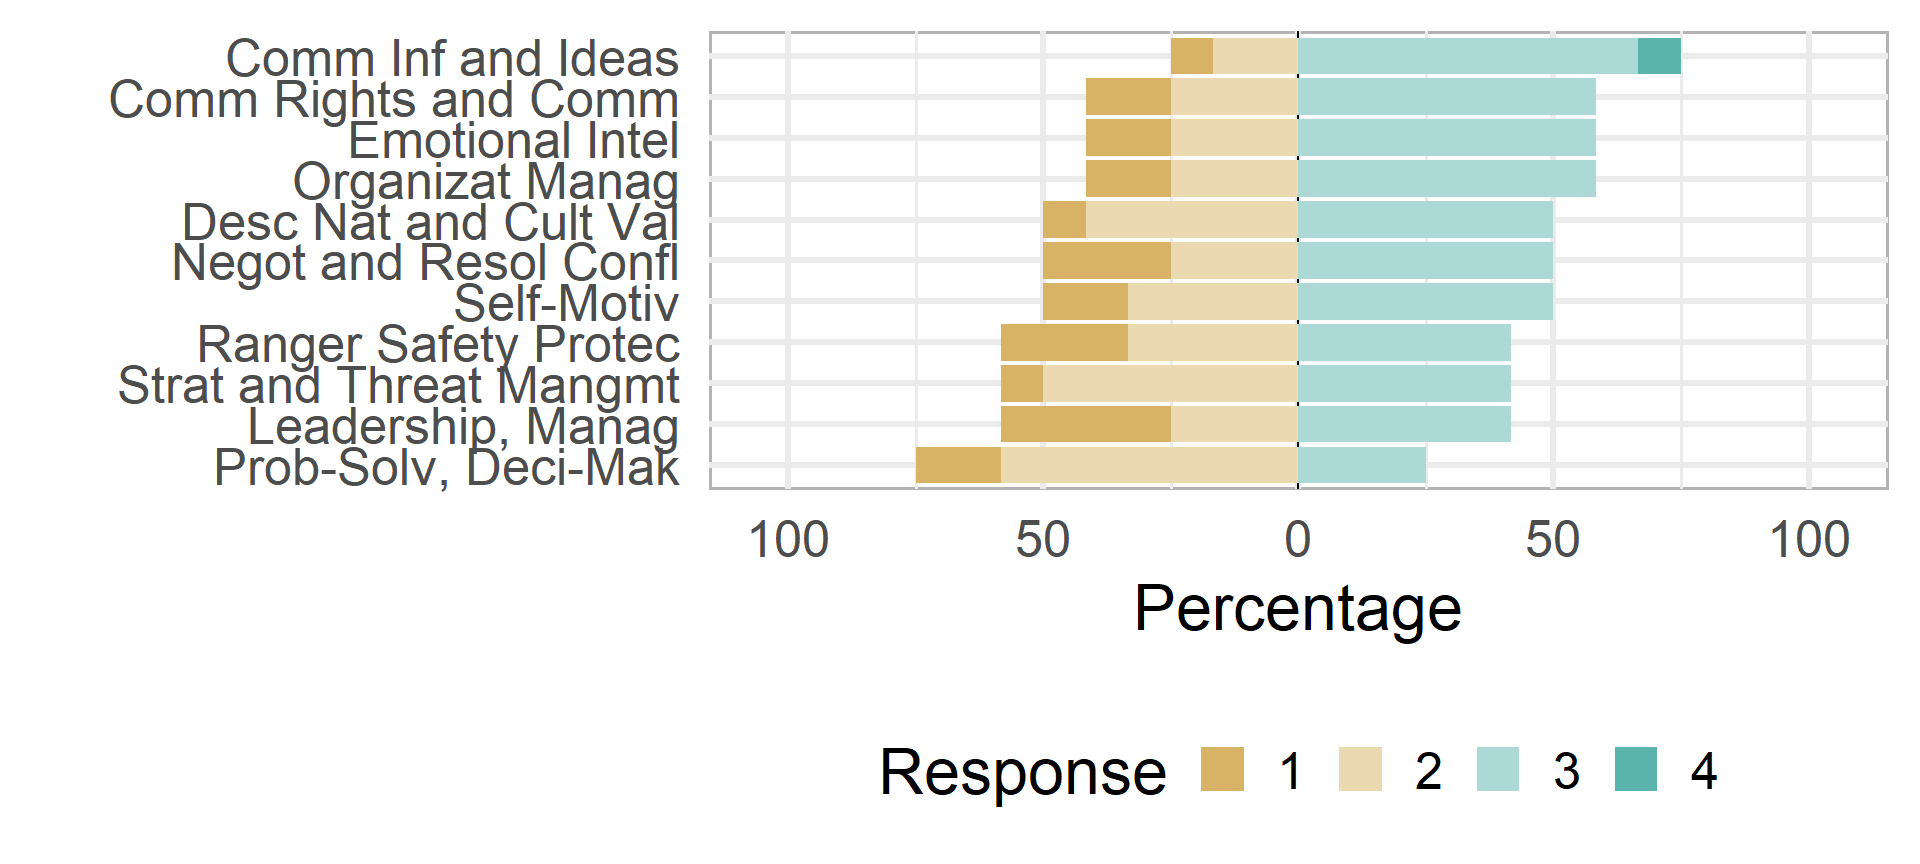 Comm Inf and Ideas
Comm Rights and Comm
Emotional Intel
Organizat Manag
Desc Nat and Cult Val
Negot and Resol Confl
Self-Motiv
Ranger Safety Protec
Strat and Threat Mangmt
Leadership, Manag
Prob-Solv, Deci-Mak
100 50 0 50 100
Percentage
Response 1 2 3 4